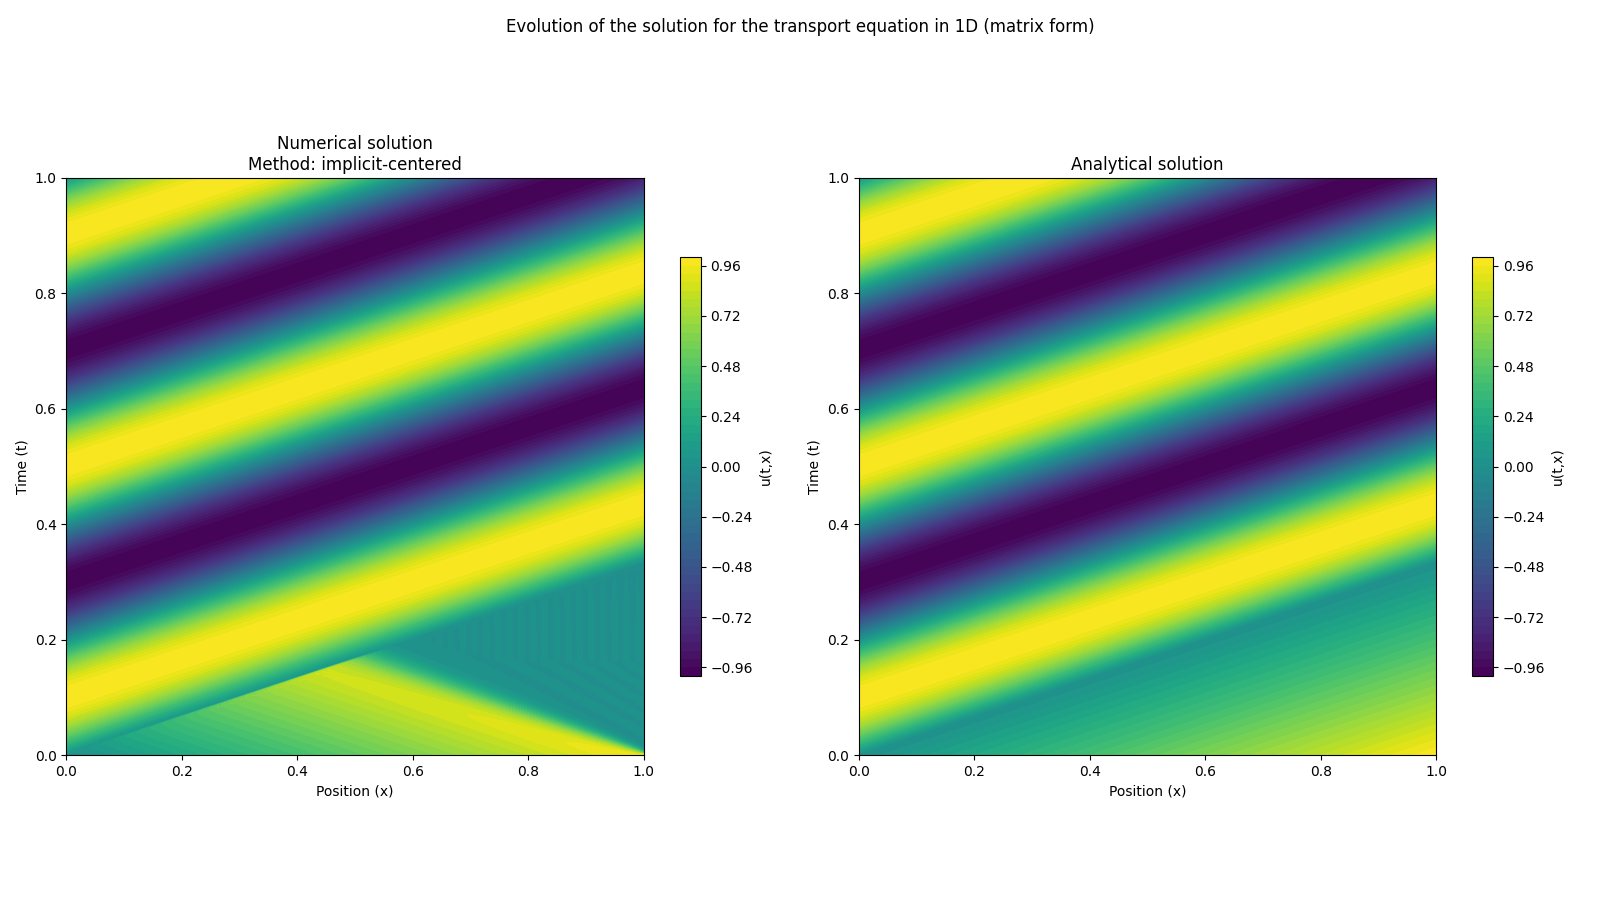 Evolution of the solution for the transport equation in 1D (matrix form)
Numerical solution
Method: implicit-centered
1.0
0.8
0.6
0.4
0.2
0.0
Time (t)
0.0 0.2 0.4 0.6 0.8 1.0
Position (x)
0.96
0.72
0.48
0.24
0.00
−0.24
−0.48
−0.72
−0.96
u(t,x)
Analytical solution
1.0
0.8
0.6
0.4
0.2
0.0
Time (t)
0.0 0.2 0.4 0.6 0.8 1.0
Position (x)
0.96
0.72
0.48
0.24
0.00
−0.24
−0.48
−0.72
−0.96
u(t,x)